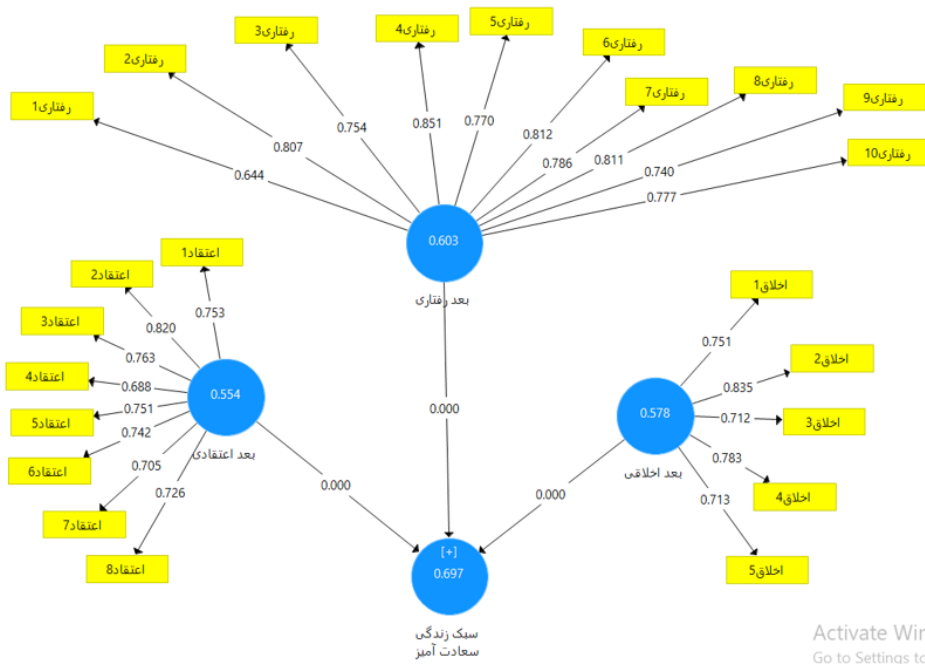 رفتاری1
رفتاری2
رفتاری3
رفتاری4
رفتاری5
رفتاری6
رفتاری7
رفتاری8
رفتاری9
رفتاری10
0.644
0.807
0.754
0.851
0.770
0.812
0.786
0.811
0.740
0.777
0.603
بعد رفتاری
اعتقاد1
اعتقاد2
اعتقاد3
اعتقاد4
اعتقاد5
اعتقاد6
اعتقاد7
اعتقاد8
0.753
0.820
0.763
0.688
0.751
0.742
0.705
0.726
0.554
بعد اعتقادی
اخلاق1
اخلاق2
اخلاق3
اخلاق4
اخلاق5
0.751
0.835
0.712
0.783
0.713
0.578
بعد اخلاقی
0.000
0.000
0.000
[+]
0.697
سبک زندگی
سعادت آمیز
Activate Wir
Go to Settings to